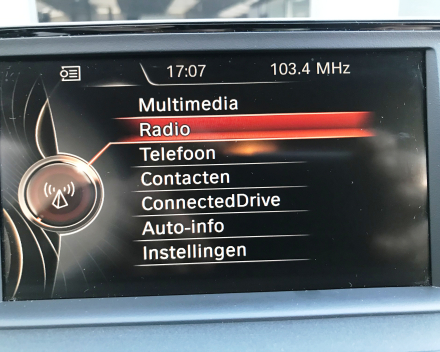 17:07 103.4 MHz
Multimedia
Radio
Telefoon
Contacten
ConnectedDrive
Auto-info
Instellingen